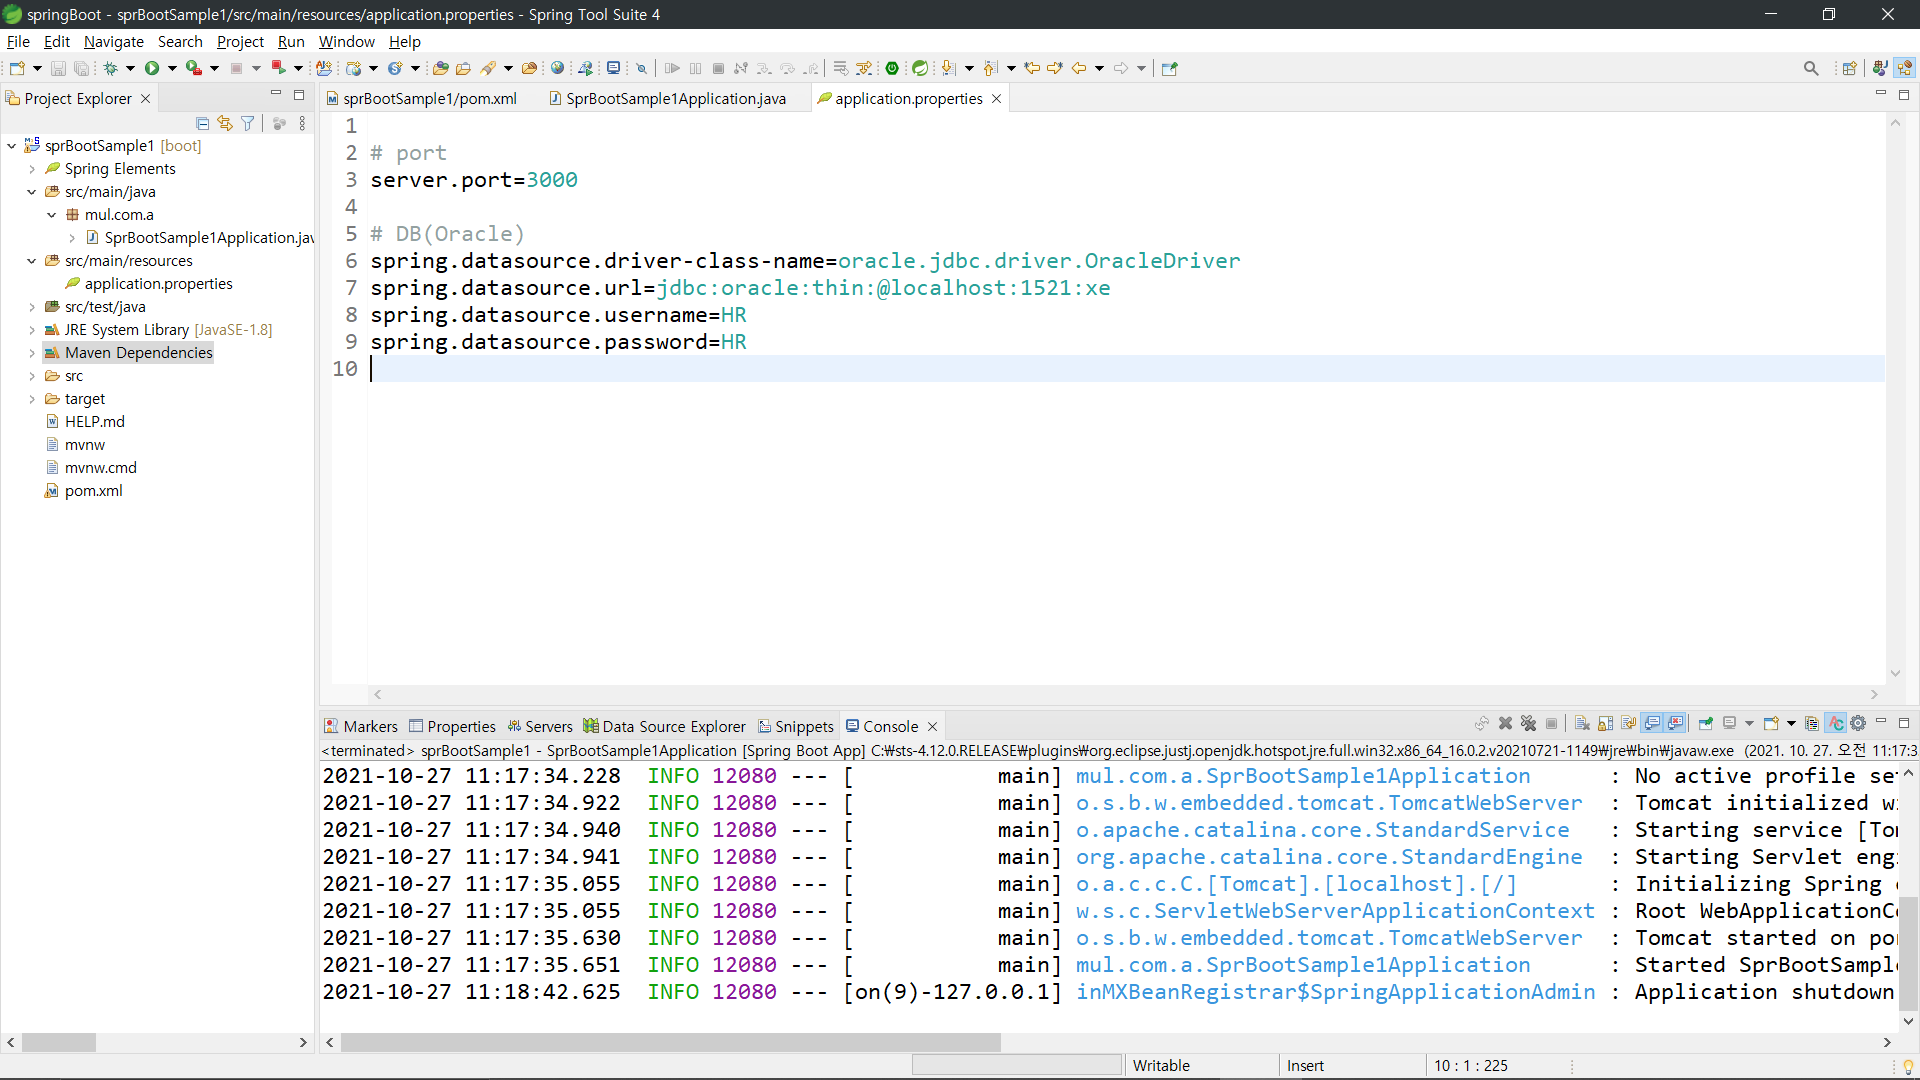 springBoot - sprBootSample1/src/main/resources/application.properties - Spring Tool Suite 4
File Edit Navigate Search Project Run Window Help
Project Explorer
sprBootSample1 [boot]
Spring Elements
src/main/java
mul.com.a
SprBootSample1Application.jav
src/main/resources
application.properties
src/test/java
JRE System Library [JavaSE-1.8]
Maven Dependencies
src
target
HELP.md
mvnw
mvnw.cmd
pom.xml
sprBootSample1/pom.xml SprBootSample1Application.java application.properties
1
2 # port
3 server.port=3000
4
5 # DB(Oracle)
6 spring.datasource.driver-class-name=oracle.jdbc.driver.OracleDriver
7 spring.datasource.url=jdbc:oracle:thin:@localhost:1521:xe
8 spring.datasource.username=HR
9 spring.datasource.password=HR
10
Markers Properties Servers Data Source Explorer Snippets Console
<terminated> sprBootSample1 - SprBootSample1Application [Spring Boot App] C:₩sts-4.12.0.RELEASE₩plugins₩org.eclipse.justj.openjdk.hotspot.jre.full.win32.x86_64_16.0.2.v20210721-1149₩jre₩bin₩javaw.exe (2021. 10. 27. 오전 11:17:3
2021-10-27 11:17:34.228 INFO 12080 --- [ main] mul.com.a.SprBootSample1Application : No active profile se
2021-10-27 11:17:34.922 INFO 12080 --- [ main] o.s.b.w.embedded.tomcat.TomcatWebServer : Tomcat initialized w
2021-10-27 11:17:34.940 INFO 12080 --- [ main] o.apache.catalina.core.StandardService : Starting service [To
2021-10-27 11:17:34.941 INFO 12080 --- [ main] org.apache.catalina.core.StandardEngine : Starting Servlet eng
2021-10-27 11:17:35.055 INFO 12080 --- [ main] o.a.c.c.C.[Tomcat].[localhost].[/] : Initializing Spring
2021-10-27 11:17:35.055 INFO 12080 --- [ main] w.s.c.ServletWebServerApplicationContext : Root WebApplicationC
2021-10-27 11:17:35.630 INFO 12080 --- [ main] o.s.b.w.embedded.tomcat.TomcatWebServer : Tomcat started on po
2021-10-27 11:17:35.651 INFO 12080 --- [ main] mul.com.a.SprBootSample1Application : Started SprBootSampl
2021-10-27 11:18:42.625 INFO 12080 --- [on(9)-127.0.0.1] inMXBeanRegistrar$SpringApplicationAdmin : Application shutdown
Writable Insert 10 : 1 : 225